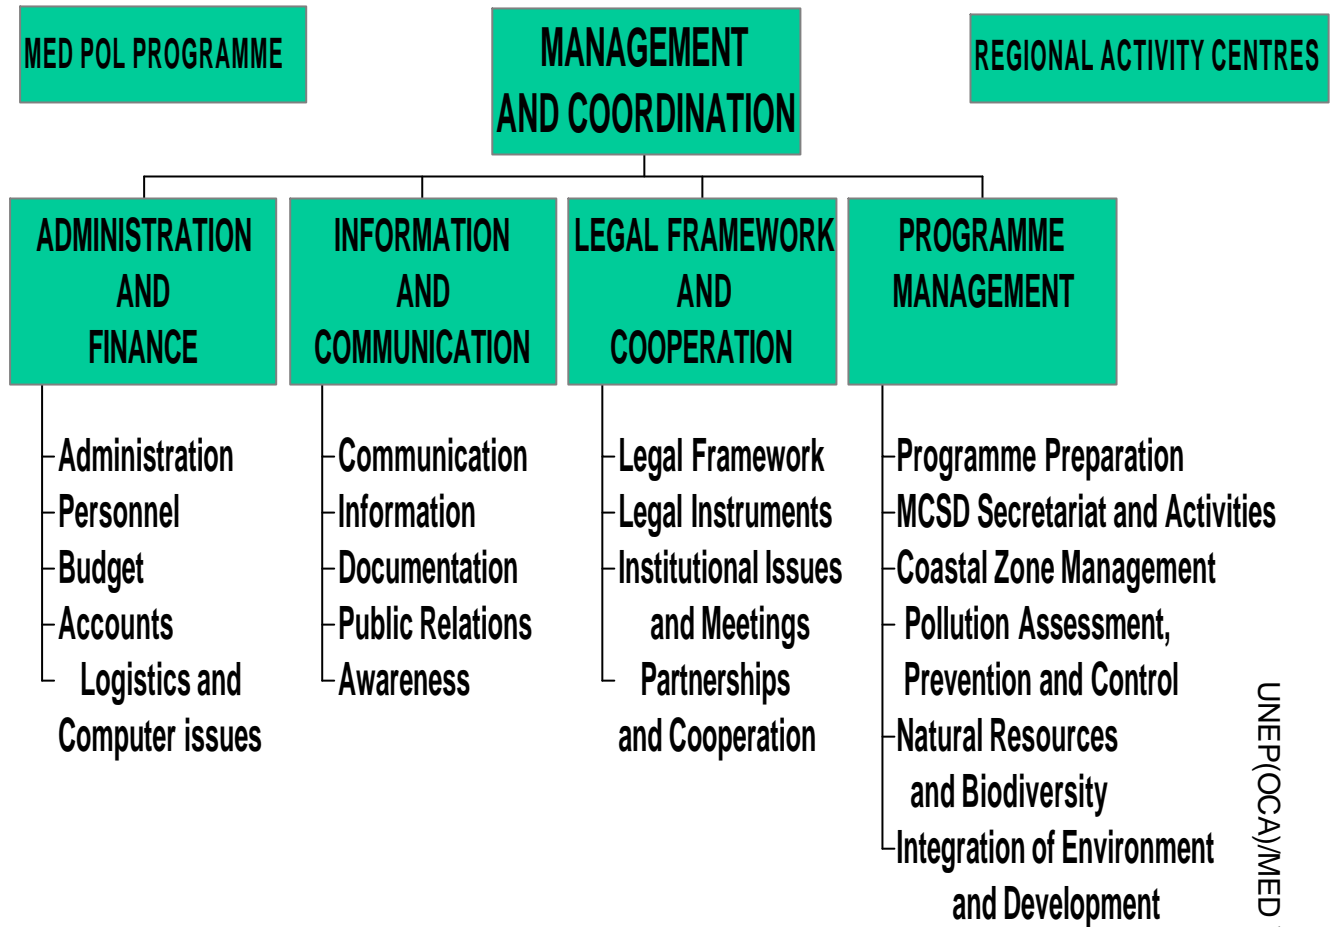 MED POL PROGRAMME
MANAGEMENT
AND COORDINATION
REGIONAL ACTIVITY CENTRES
ADMINISTRATION
AND
FINANCE
Administration
Personnel
Budget
Accounts
Logistics and
Computer issues
INFORMATION
AND
COMMUNICATION
Communication
Information
Documentation
Public Relations
Awareness
LEGAL FRAMEWORK
AND
COOPERATION
Legal Framework
Legal Instruments
Institutional Issues
and Meetings
Partnerships
and Cooperation
PROGRAMME
MANAGEMENT
Programme Preparation
MCSD Secretariat and Activities
Coastal Zone Management
Pollution Assessment,
Prevention and Control
Natural Resources
and Biodiversity
Integration of Environment
and Development
UNEP(OCA)/MED